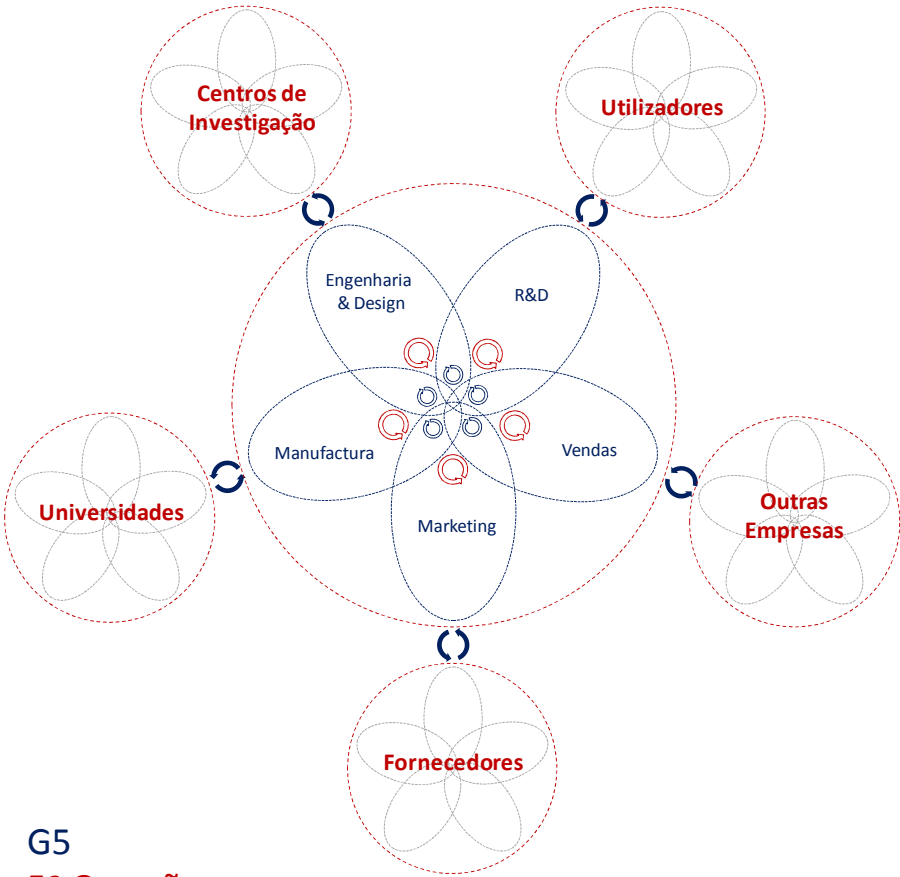 Centros de
Investigação
Utilizadores
Engenharia
& Design
R&D
Manufactura
Vendas
Marketing
Universidades
Outras
Empresas
Fornecedores
G5